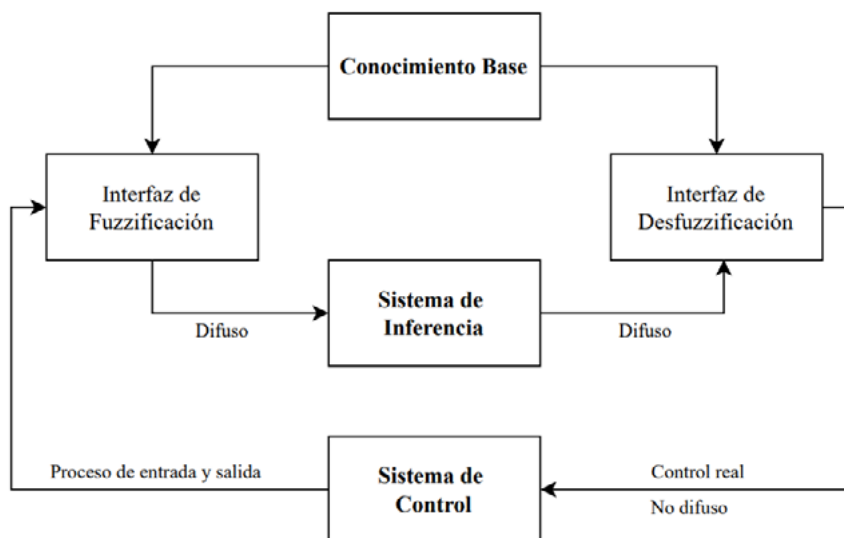 Conocimiento Base
Interfaz de
Fuzzificación
Interfaz de
Desfuzzificación
Difuso
Sistema de
Inferencia
Difuso
Proceso de entrada y salida
Sistema de
Control
Control real
No difuso